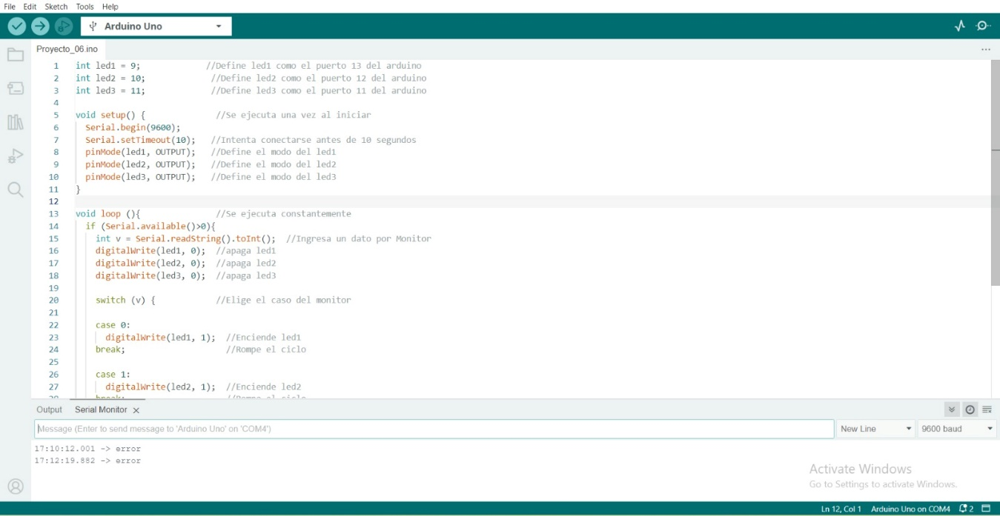 File Edit Sketch Tools Help
Arduino Uno
Proyecto_06.ino
...
1 int led1 = 9; //Define led1 como el puerto 13 del arduino
2 int led2 = 10; //Define led2 como el puerto 12 del arduino
3 int led3 = 11; //Define led3 como el puerto 11 del arduino
4
5 void setup() { //Se ejecuta una vez al iniciar
6 Serial.begin(9600);
7 Serial.setTimeout(10); //Intenta conectarse antes de 10 segundos
8 pinMode(led1, OUTPUT); //Define el modo del led1
9 pinMode(led2, OUTPUT); //Define el modo del led2
10 pinMode(led3, OUTPUT); //Define el modo del led3
11 }
12
13 void loop (){ //Se ejecuta constantemente
14 if (Serial.available()>0){
15 int v = Serial.readString().toInt(); //Ingresa un dato por Monitor
16 digitalWrite(led1, 0); //apaga led1
17 digitalWrite(led2, 0); //apaga led2
18 digitalWrite(led3, 0); //apaga led3
19
20 switch (v) { //Elige el caso del monitor
21
22 case 0:
23 digitalWrite(led1, 1); //Enciende led1
24 break; //Rompe el ciclo
25
26 case 1:
27 digitalWrite(led2, 1); //Enciende led2
28 break; //Rompe el ciclo
Output Serial Monitor x
Message (Enter to send message to 'Arduino Uno' on 'COM4') New Line 9600 baud
17:10:12.001 -> error
17:12:19.882 -> error
Activate Windows
Go to Settings to activate Windows.
Ln 12, Col 1 Arduino Uno on COM4 2